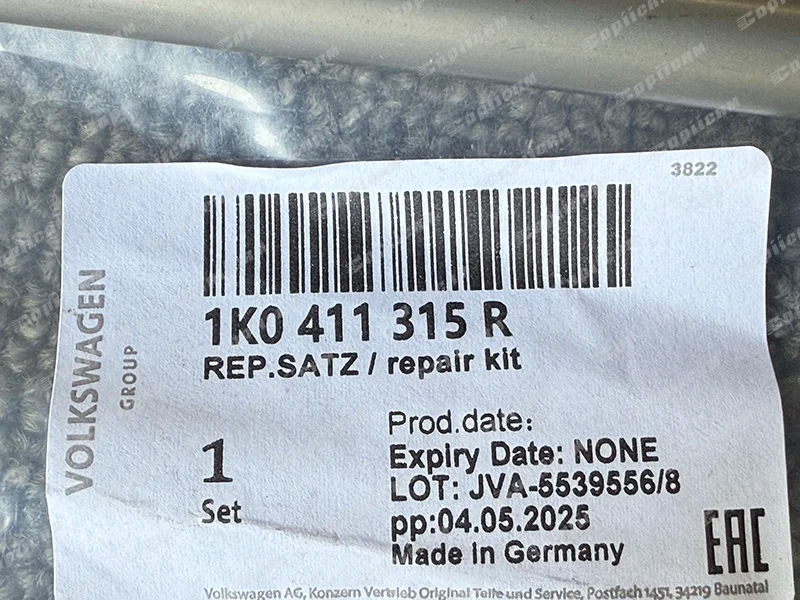 3822
VOLKSWAGEN
GROUP
1K0 411 315 R
REP.SATZ / repair kit
1
Set
Prod.date:
Expiry Date: NONE
LOT: JVA-5539556/8
pp:04.05.2025
Made in Germany
EAC
Volkswagen AG, Konzern Vertrieb Original Teile und Service, Postfach 1451, 34219 Baunatal